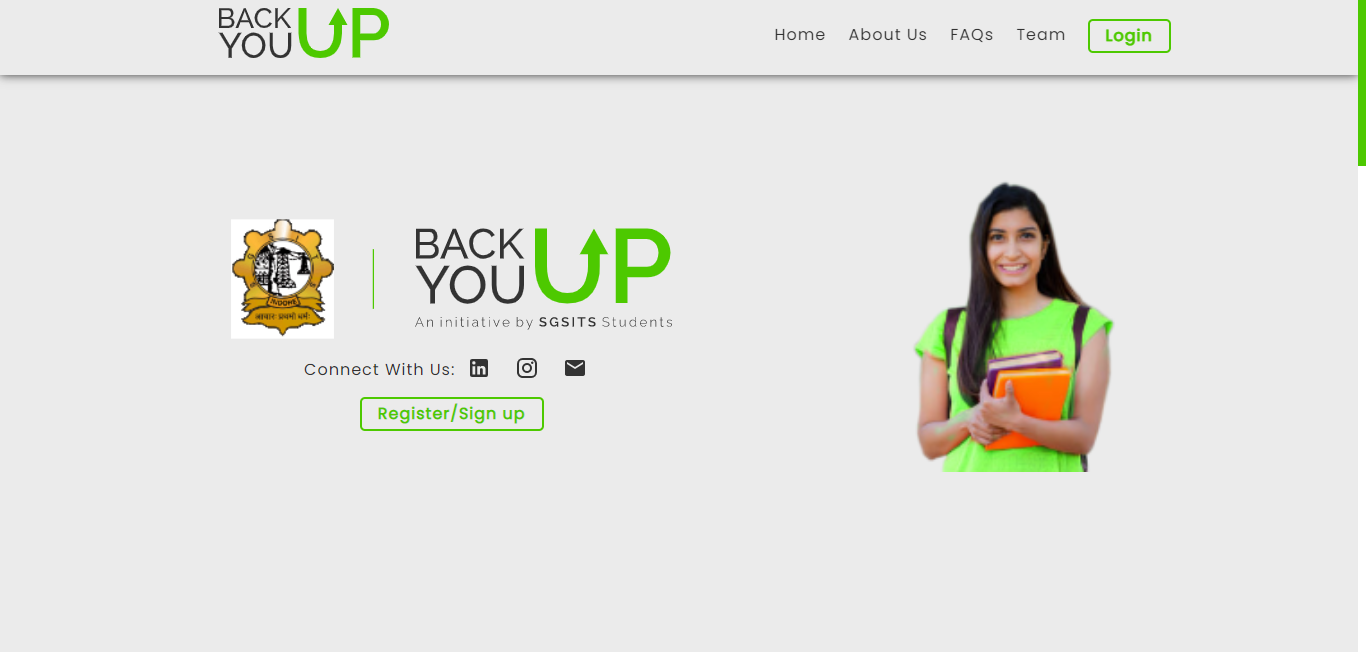 BACK YOU UP
Home About Us FAQs Team Login
INDORE
आचारः प्रथमो धर्मः
BACK YOU UP
An initiative by SGSITS Students
Connect With Us:
Register/Sign up